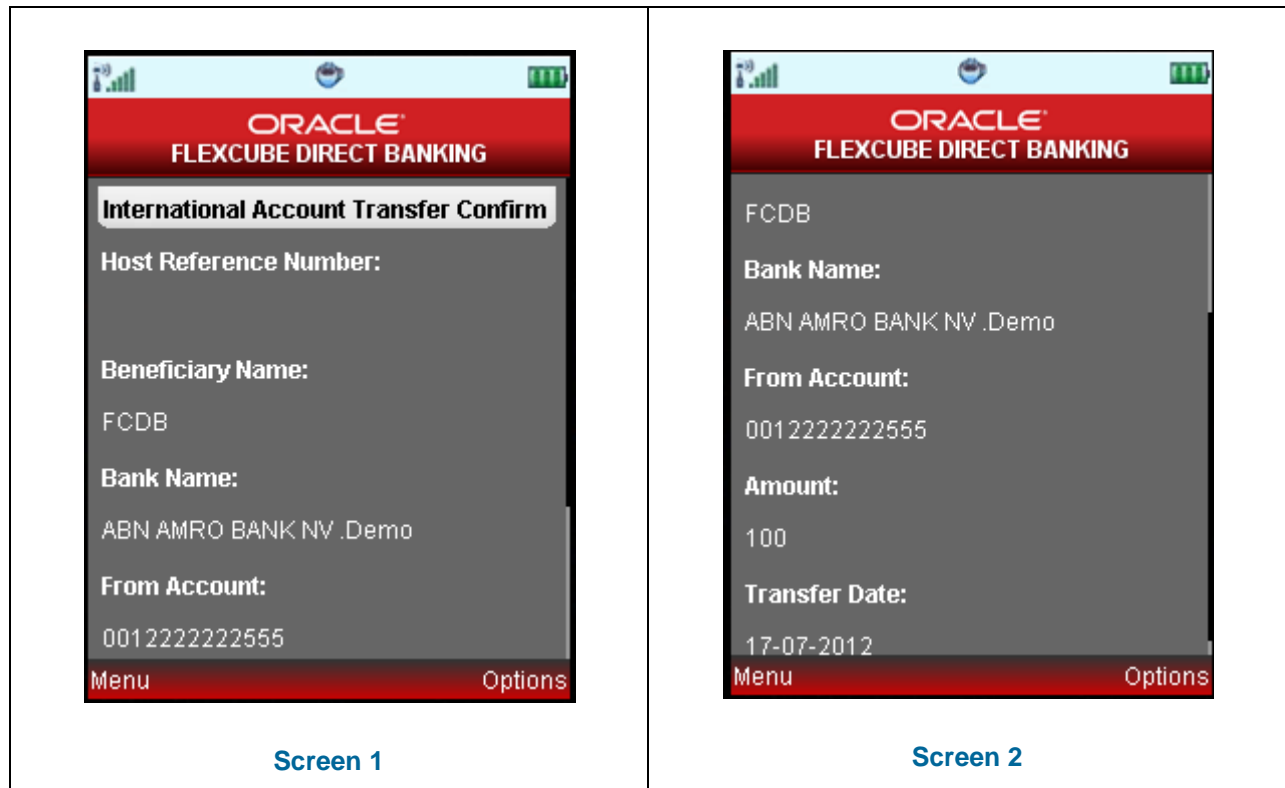 ORACLE
FLEXCUBE DIRECT BANKING
International Account Transfer Confirm
Host Reference Number:
Beneficiary Name:
FCDB
Bank Name:
ABN AMRO BANK NV .Demo
From Account:
0012222222555
Menu Options
Screen 1
ORACLE
FLEXCUBE DIRECT BANKING
FCDB
Bank Name:
ABN AMRO BANK NV .Demo
From Account:
0012222222555
Amount:
100
Transfer Date:
17-07-2012
Menu Options
Screen 2